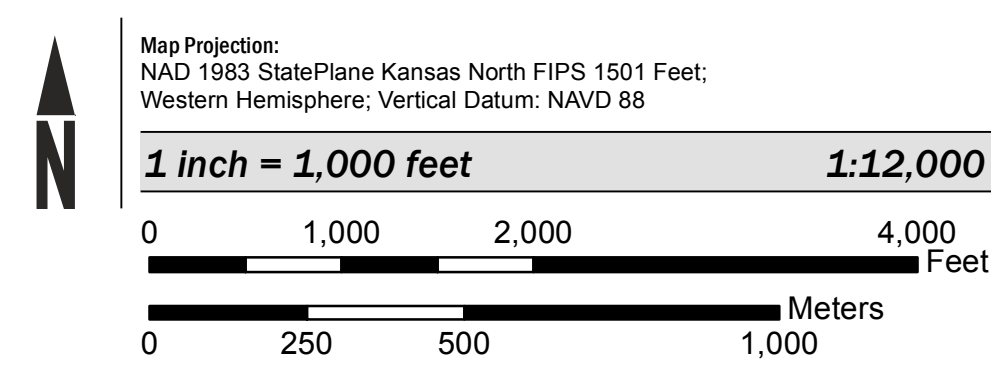 N
Map Projection:
NAD 1983 StatePlane Kansas North FIPS 1501 Feet;
Western Hemisphere; Vertical Datum: NAVD 88
1 inch = 1,000 feet 1:12,000
0 1,000 2,000 4,000
Feet
Meters
0 250 500 1,000